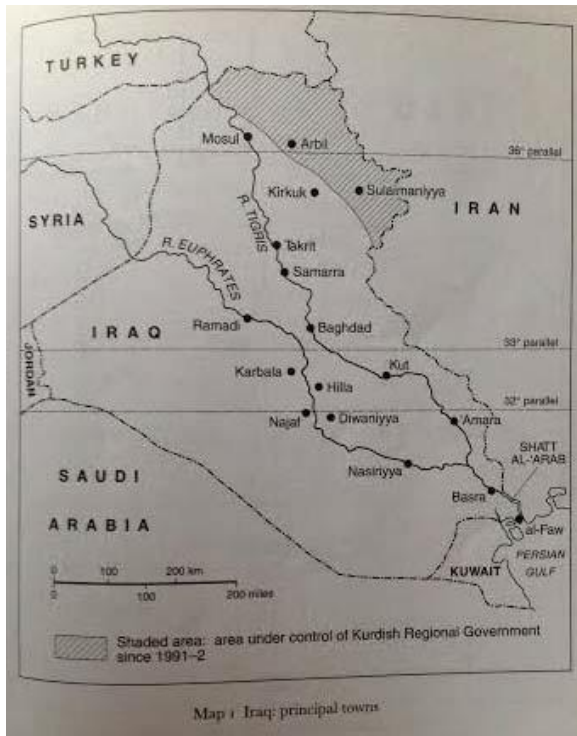 TURKEY
Mosul
Arbil
36° parallel
Kirkuk
Sulaimaniyya
SYRIA
IRAN
R. TIGRIS
R. EUPHRATES
Takrit
Samarra
IRAQ
Ramadi
Baghdad
33° parallel
JORDAN
Karbala
Kut
Hilla
32° parallel
Najaf
Diwaniyya
'Amara
SHATT
AL-'ARAB
SAUDI
ARABIA
Nasiriyya
Basra
al-Faw
PERSIAN
GULF
KUWAIT
0 100 200 km
0 100 200 miles
Shaded area: area under control of Kurdish Regional Government
since 1991–2
Map 1 Iraq: principal towns